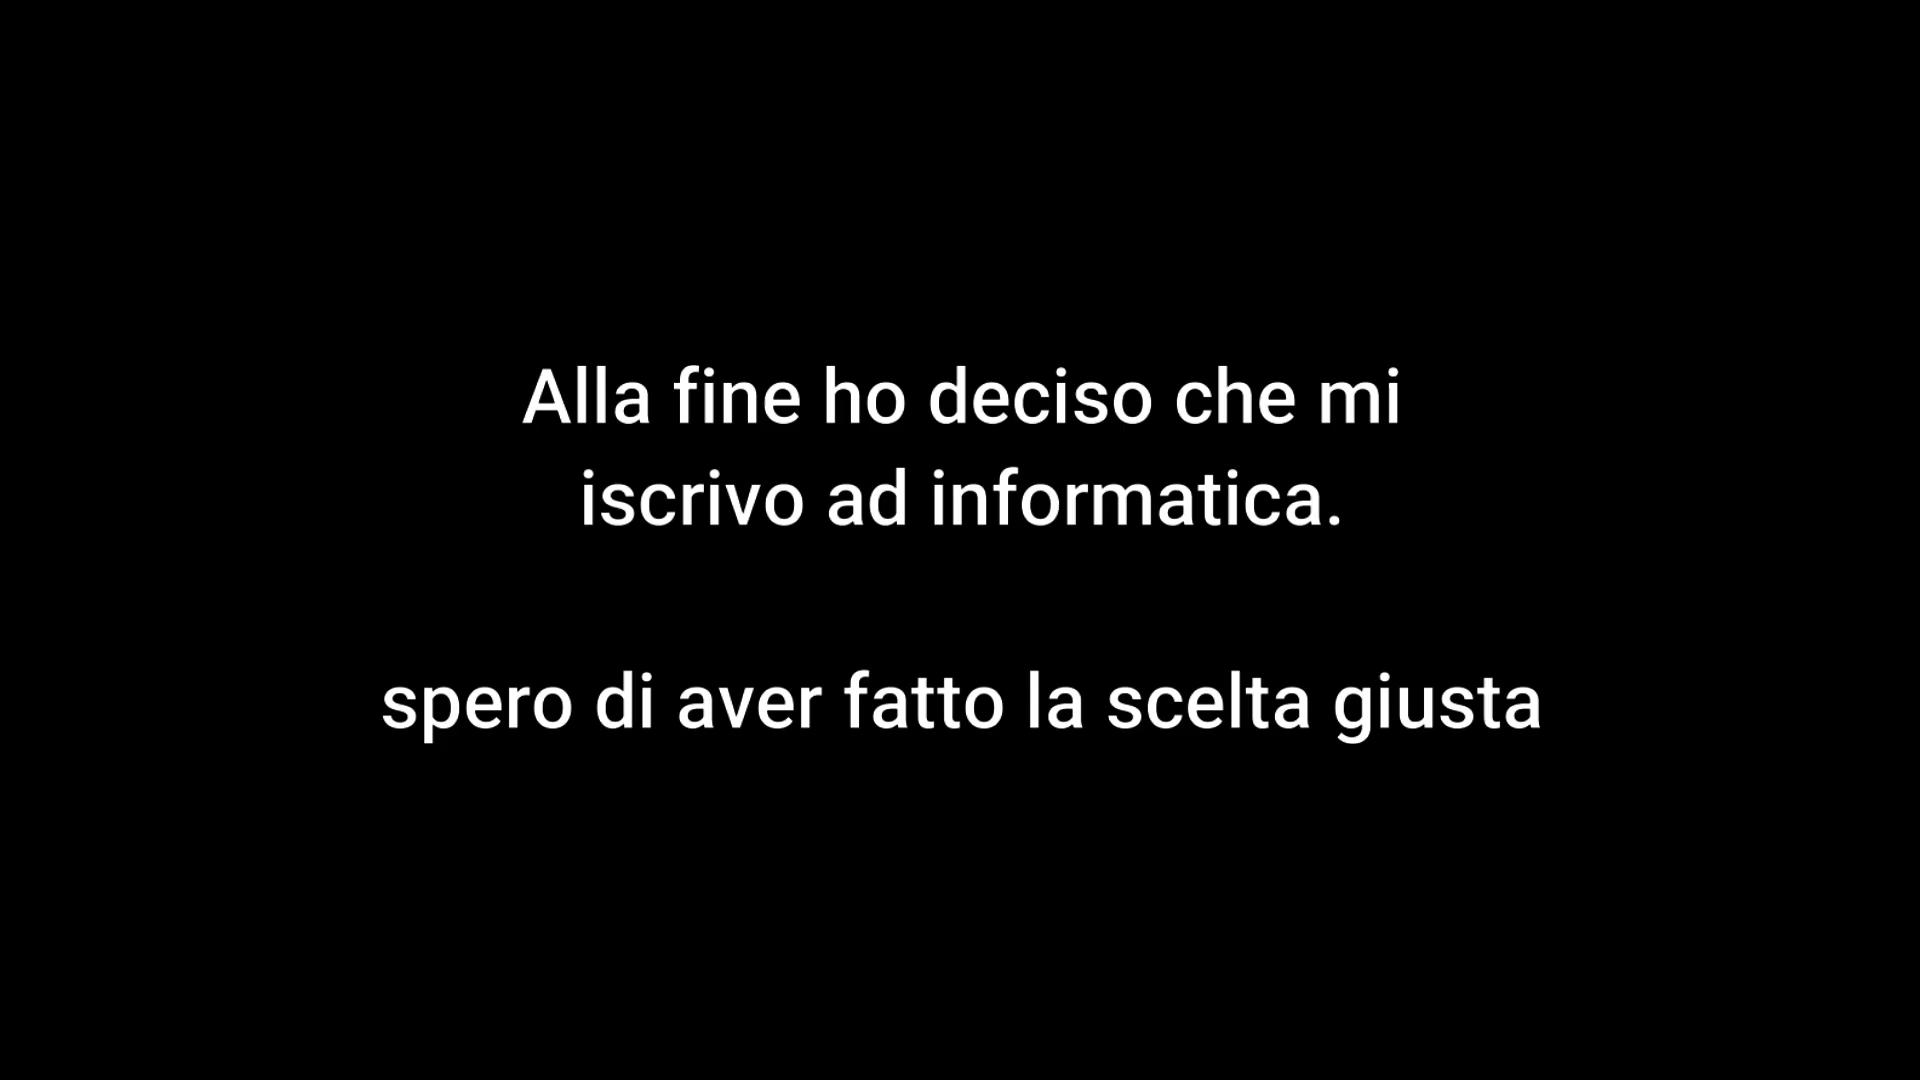 Alla fine ho deciso che mi
iscrivo ad informatica.
spero di aver fatto la scelta giusta